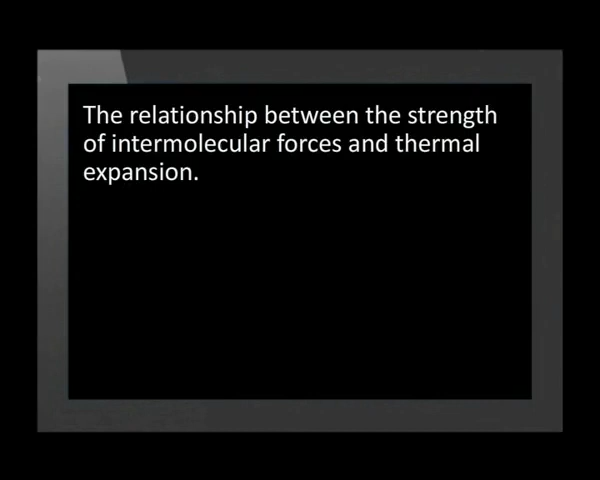 The relationship between the strength
of intermolecular forces and thermal
expansion.